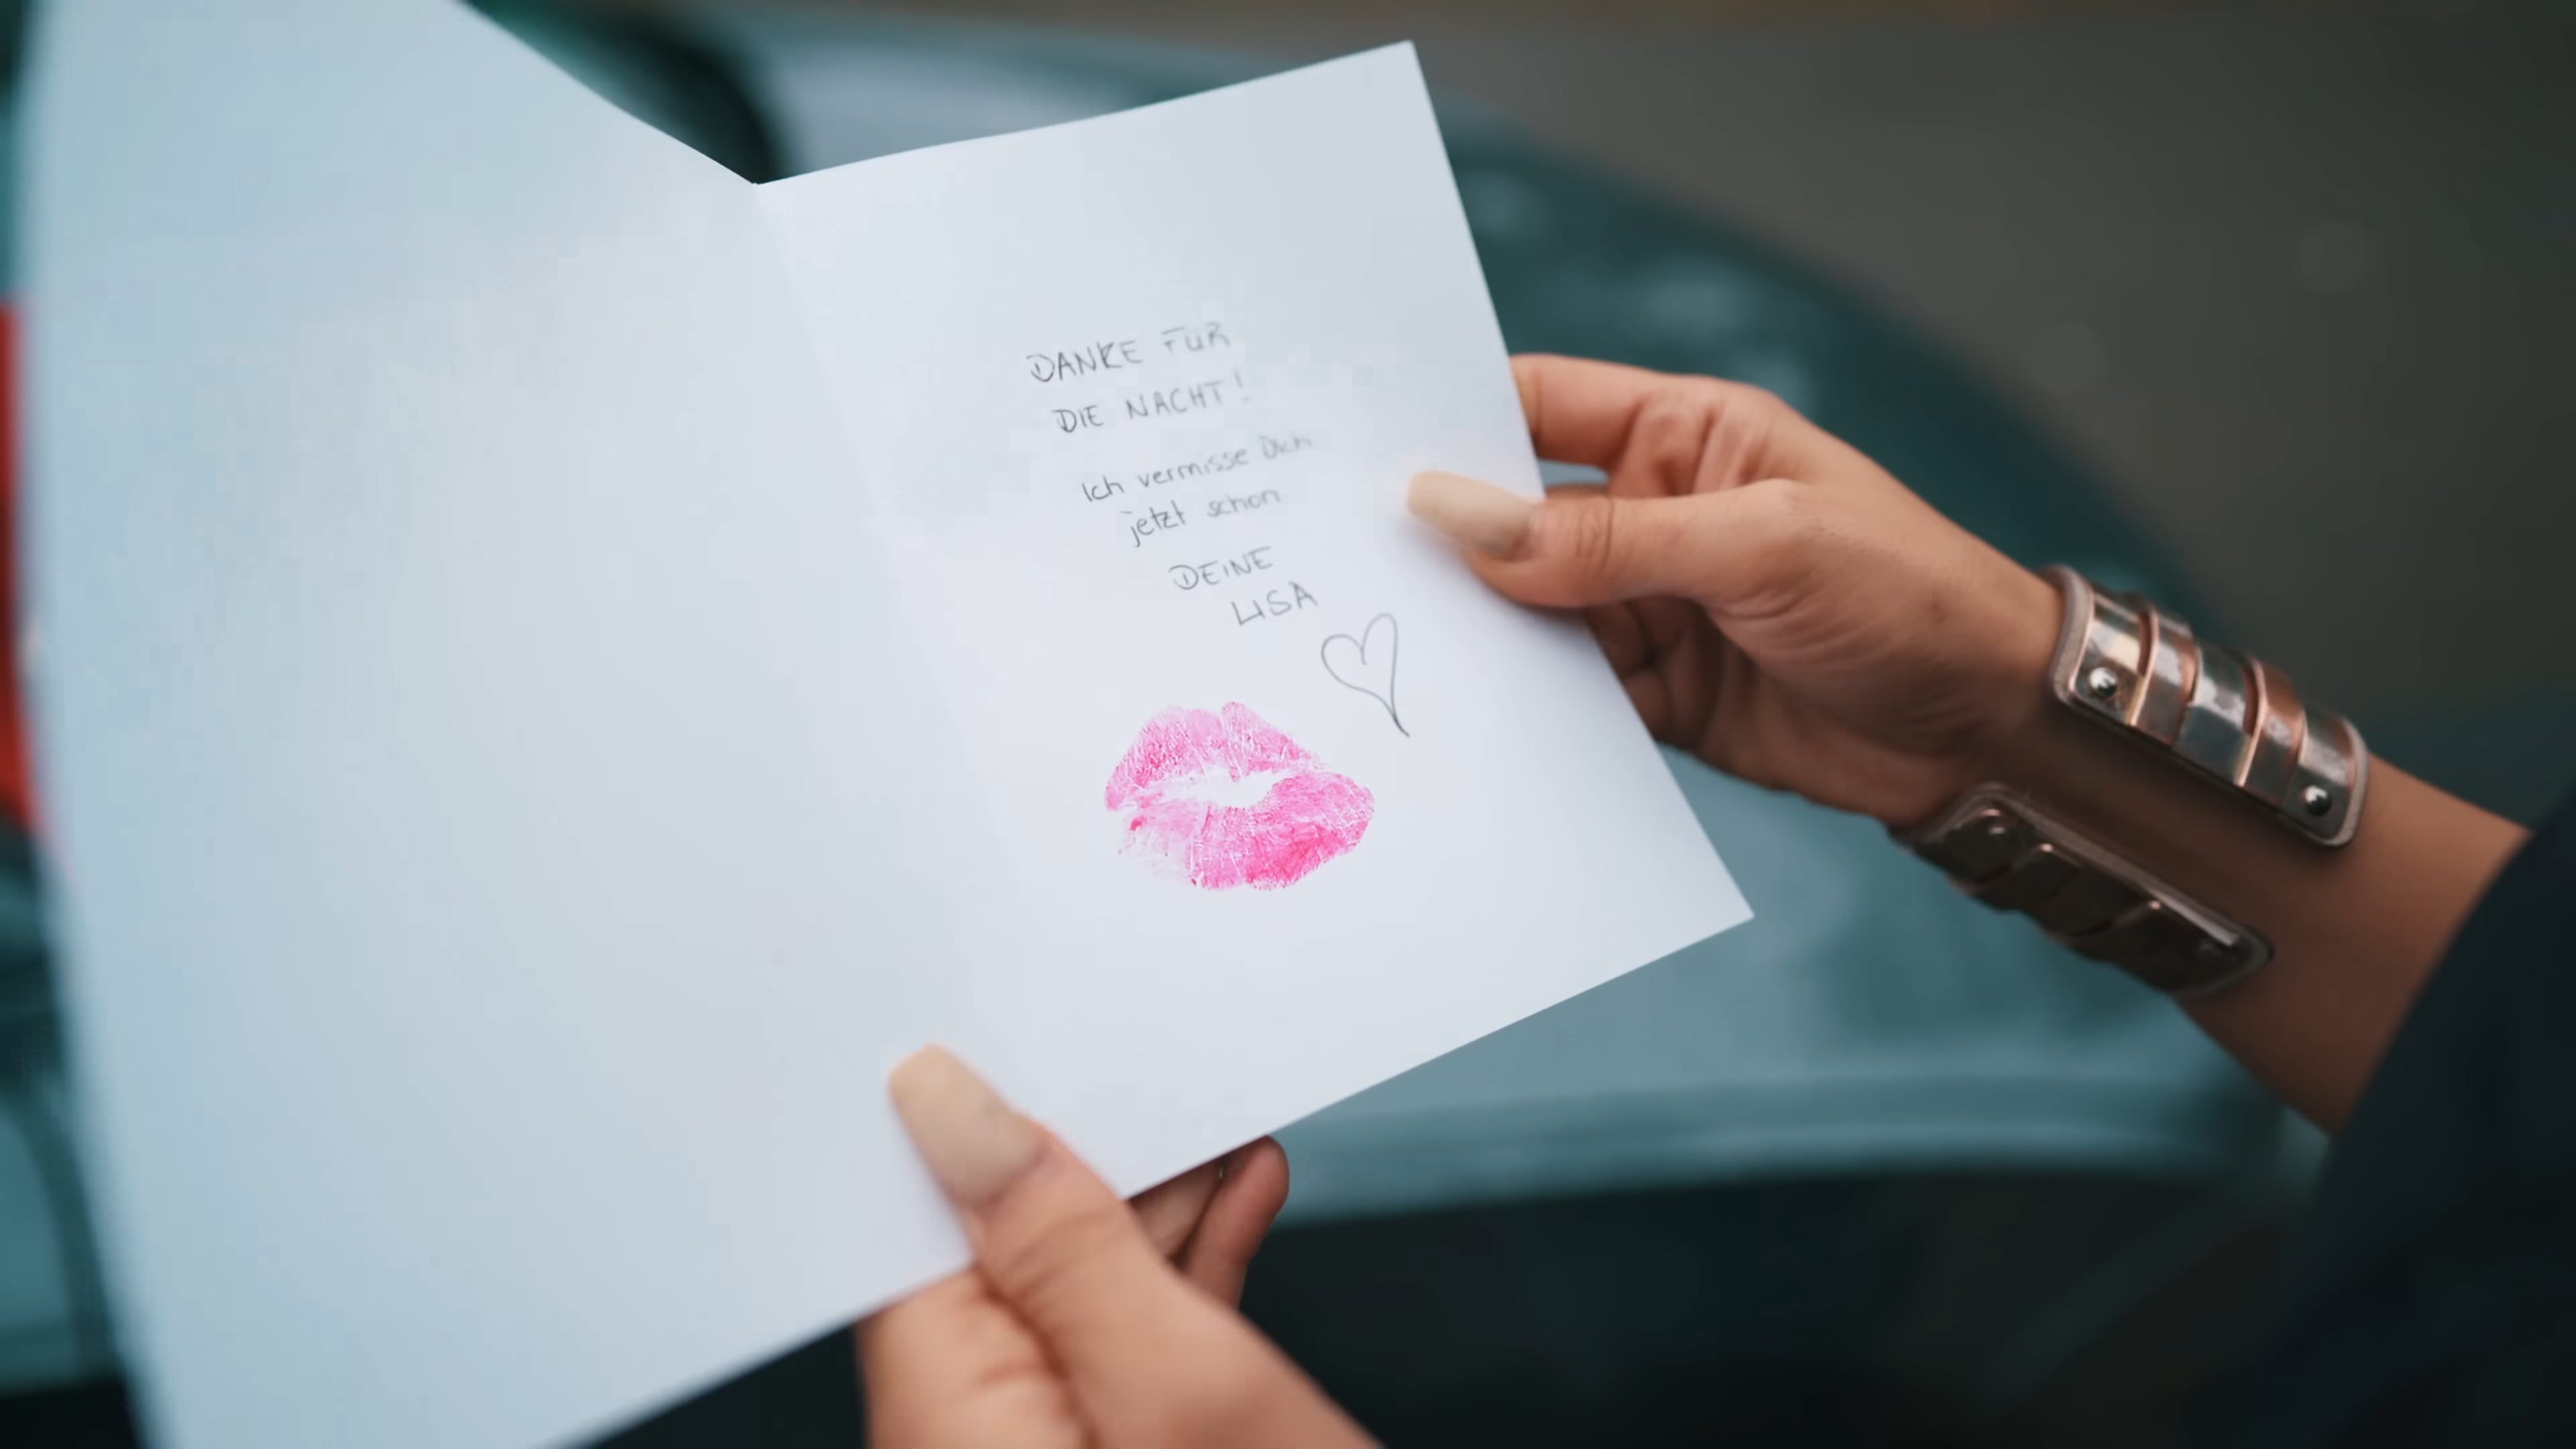 DANKE FÜR
DIE NACHT!
Ich vermisse Dich
jetzt schon.
DEINE
LISA